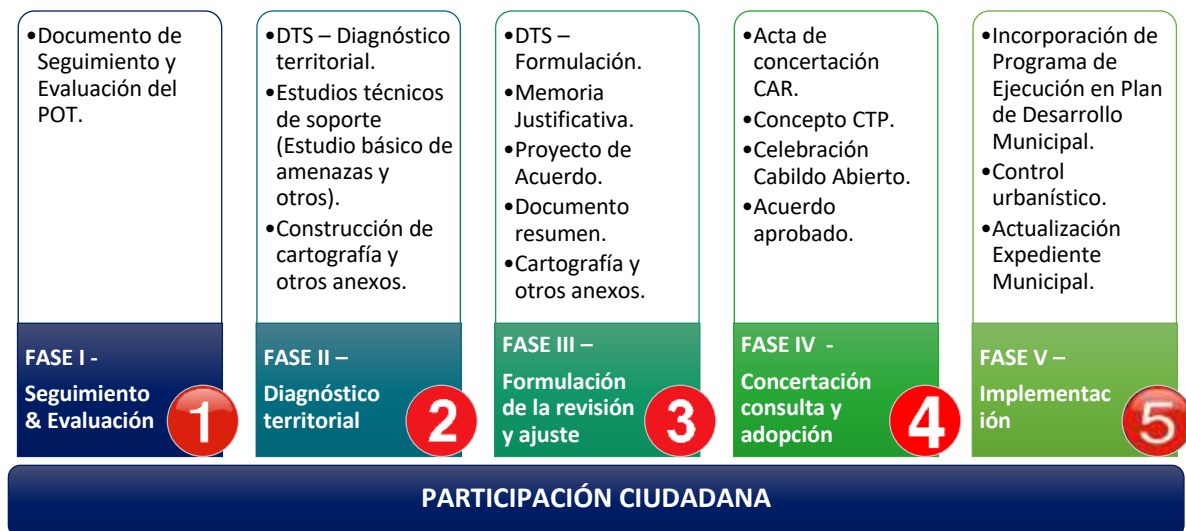 •Documento de
Seguimiento y
Evaluación del
POT.
FASE I -
Seguimiento
& Evaluación
1
•DTS – Diagnóstico
territorial.
•Estudios técnicos
de soporte
(Estudio básico de
amenazas y
otros).
•Construcción de
cartografía y
otros anexos.
FASE II –
Diagnóstico
territorial
2
•DTS –
Formulación.
•Memoria
Justificativa.
•Proyecto de
Acuerdo.
•Documento
resumen.
•Cartografía y
otros anexos.
FASE III –
Formulación
de la revisión
y ajuste
3
•Acta de
concertación
CAR.
•Concepto CTP.
•Celebración
Cabildo Abierto.
•Acuerdo
aprobado.
FASE IV -
Concertación
consulta y
adopción
4
•Incorporación de
Programa de
Ejecución en Plan
de Desarrollo
Municipal.
•Control
urbanístico.
•Actualización
Expediente
Municipal.
FASE V –
Implementac
ión
5
PARTICIPACIÓN CIUDADANA